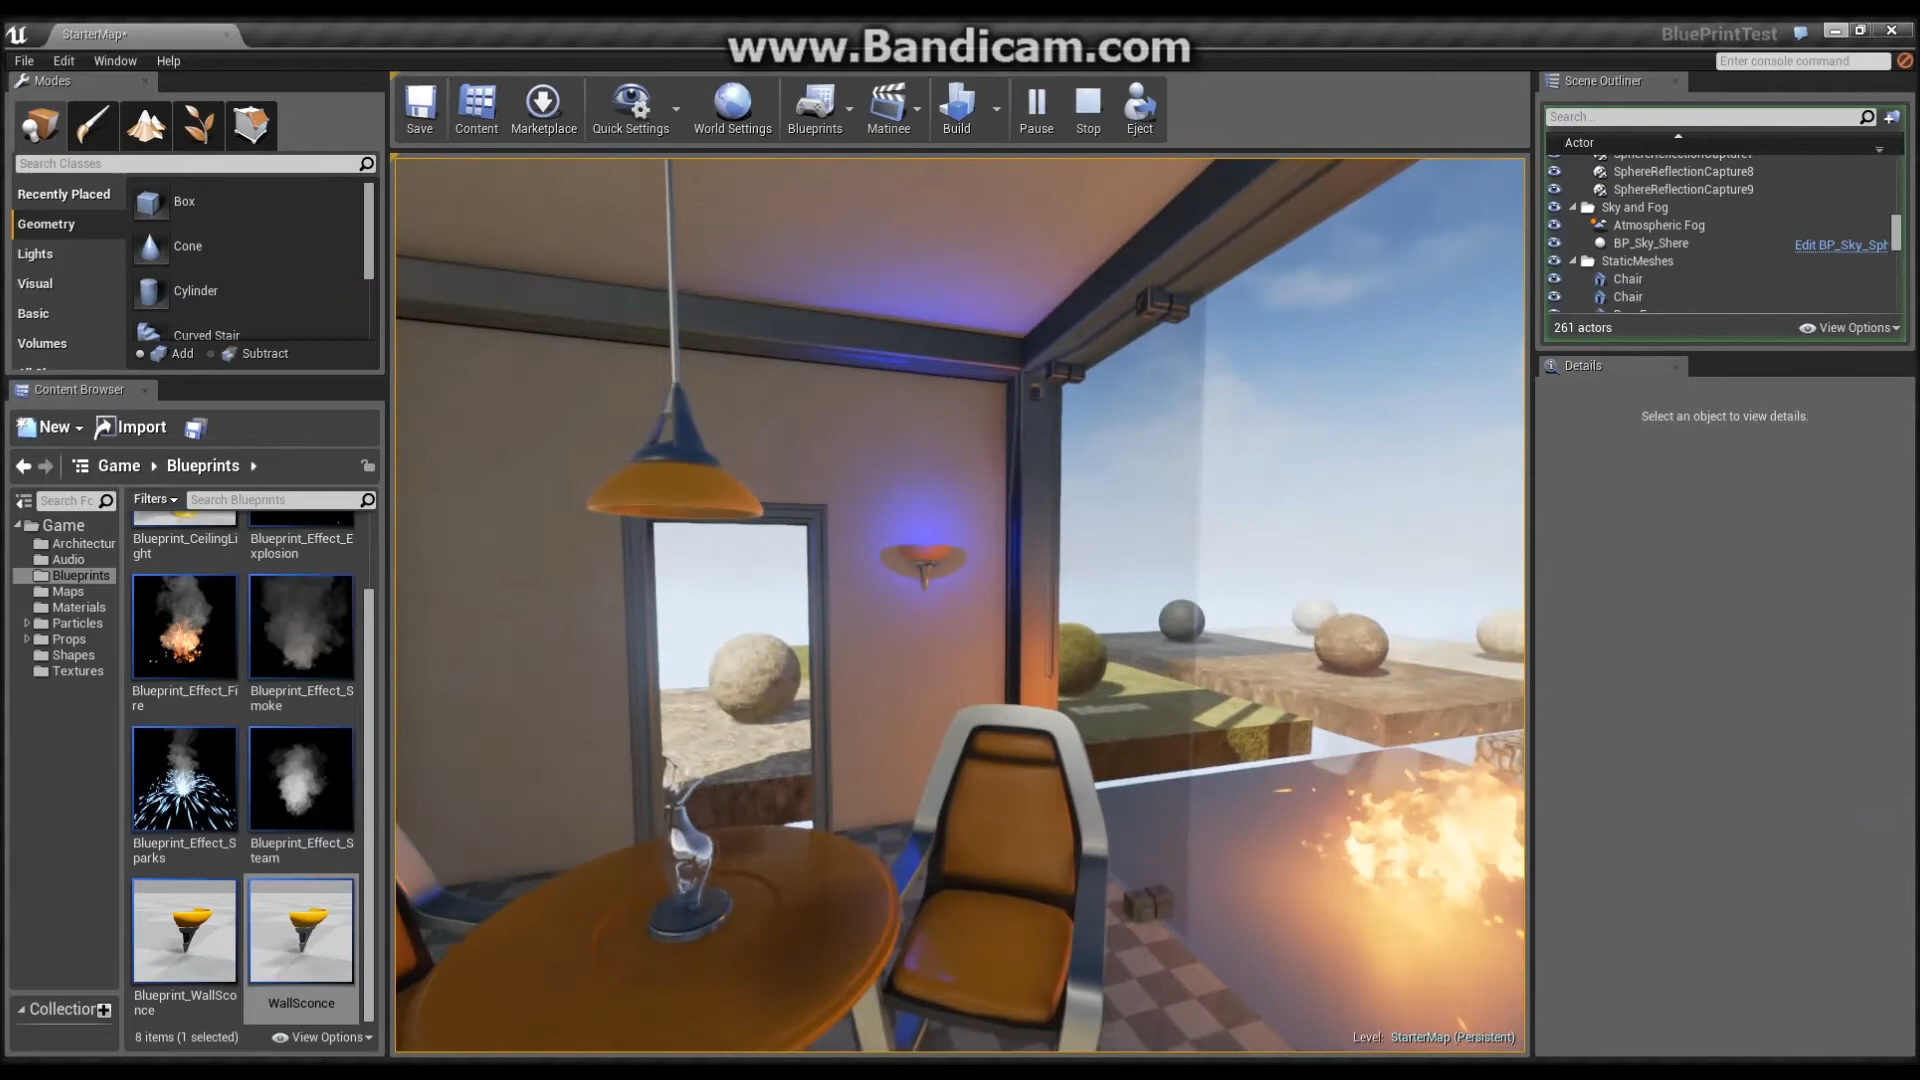 StarterMap*
www.Bandicam.com
BluePrintTest
File Edit Window Help
Enter console command
Modes
Save Content Marketplace Quick Settings World Settings Blueprints Matinee Build Pause Stop Eject
Scene Outliner
Search...
Actor
Search Classes
Recently Placed
Geometry
Lights
Visual
Basic
Volumes
Box
Cone
Cylinder
Curved Stair
Add Subtract
SphereReflectionCapture8
SphereReflectionCapture9
Sky and Fog
Atmospheric Fog
BP_Sky_Shere
Edit BP_Sky_Sph
StaticMeshes
Chair
Chair
261 actors View Options
Details
Select an object to view details.
Content Browser
New Import
Game Blueprints
Search Fc
Filters Search Blueprints
Game
Architectur
Audio
Blueprints
Maps
Materials
Particles
Props
Shapes
Textures
Blueprint_CeilingLi
ght
Blueprint_Effect_E
xplosion
Blueprint_Effect_Fi
re
Blueprint_Effect_S
moke
Blueprint_Effect_S
parks
Blueprint_Effect_S
team
Blueprint_WallSco
nce
WallSconce
Collection
8 items (1 selected) View Options
Level: StarterMap (Persistent)